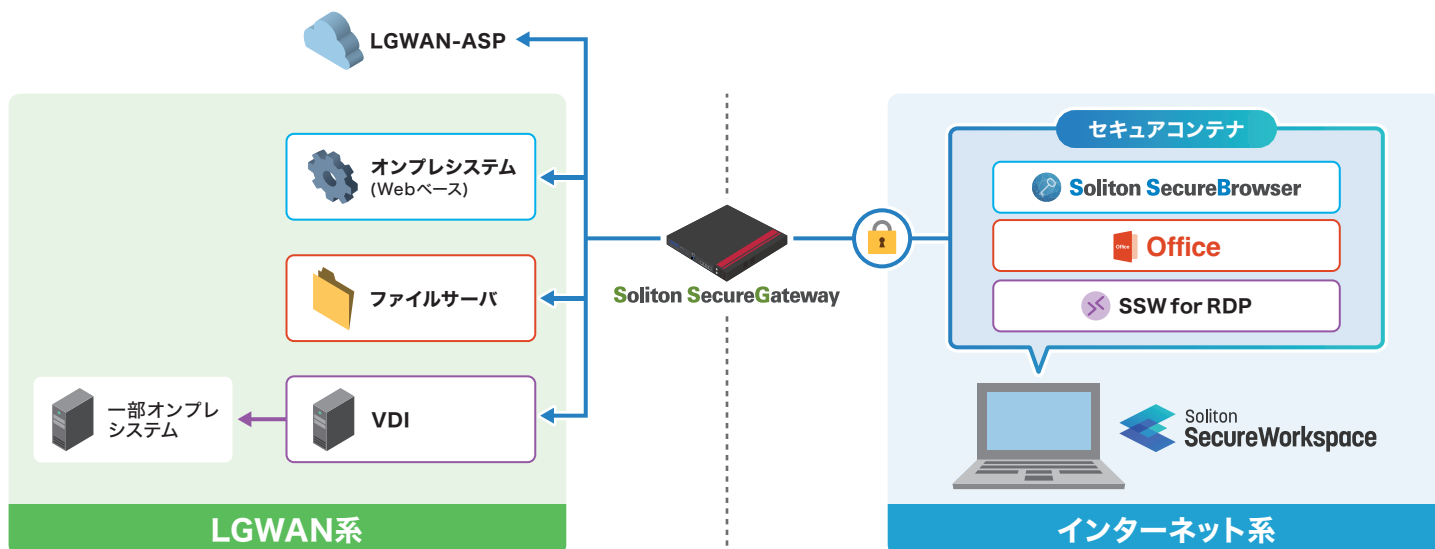 LGWAN-ASP
オンプレシステム
(Webベース)
ファイルサーバ
一部オンプレ
システム
VDI
LGWAN系
Soliton SecureGateway
セキュアコンテナ
Soliton SecureBrowser
Office
Office
SSW for RDP
Soliton
SecureWorkspace
インターネット系